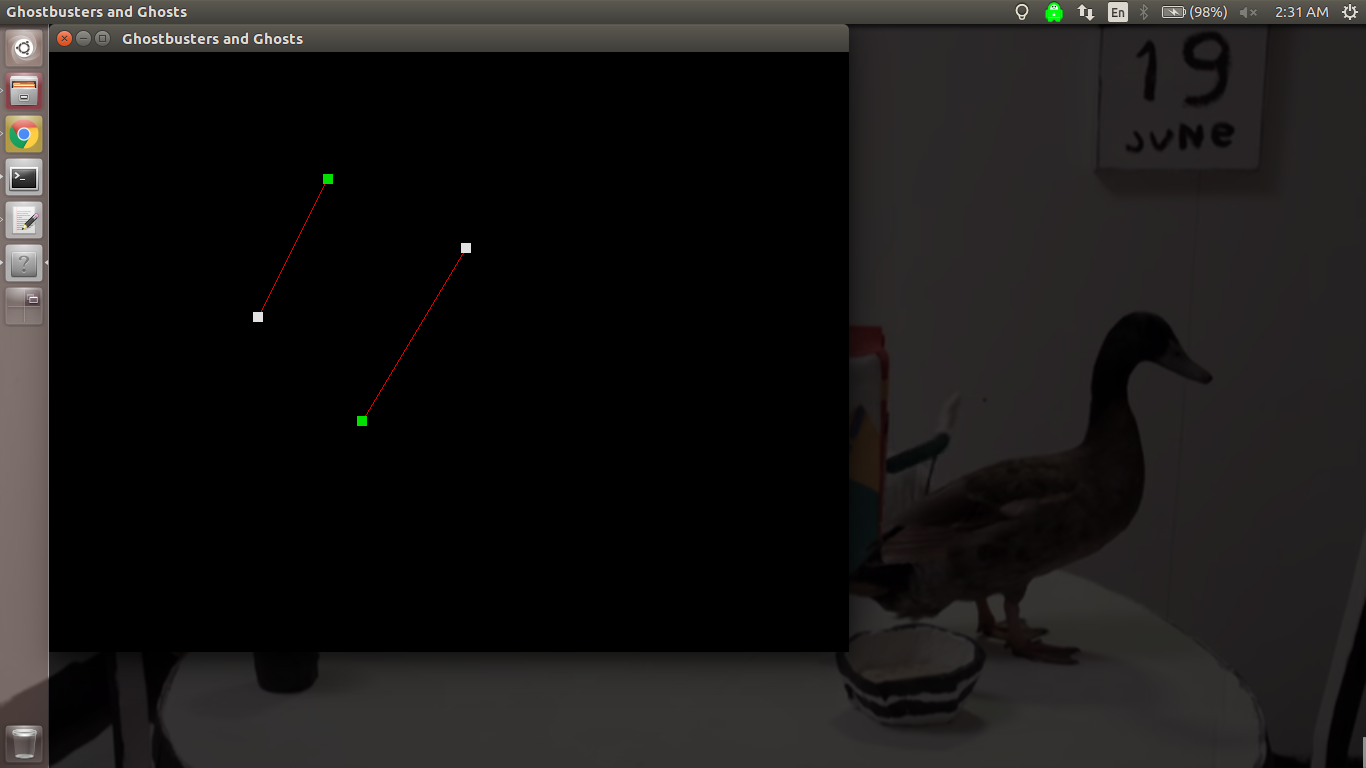 Ghostbusters and Ghosts
En
(98%)
2:31 AM
Ghostbusters and Ghosts
19
JUNE